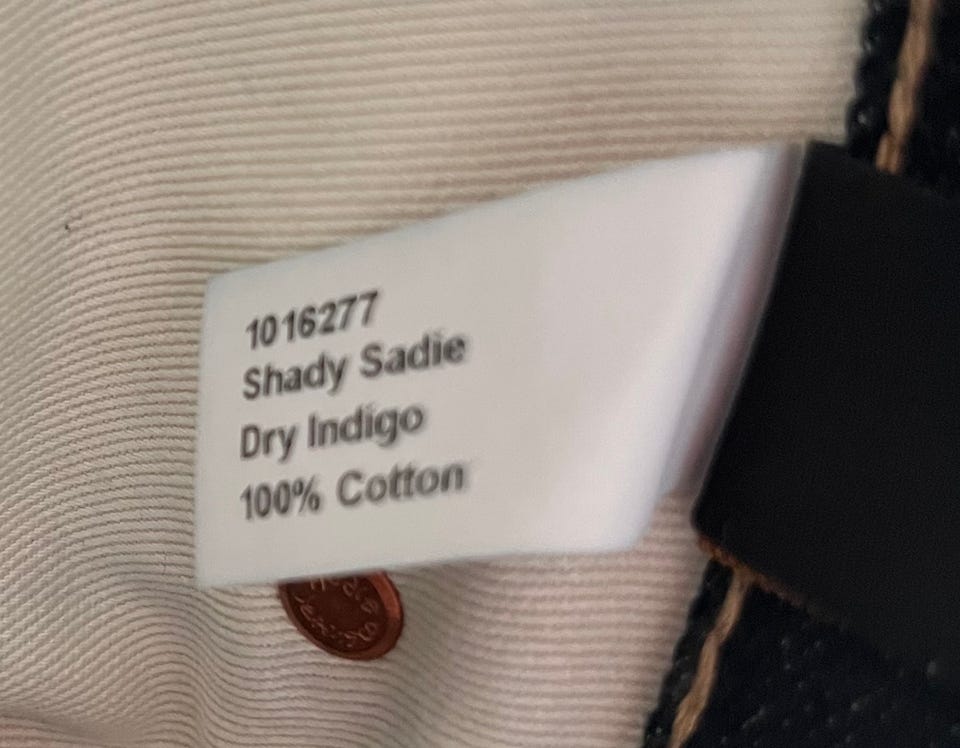 1016277
Shady Sadie
Dry Indigo
100% Cotton